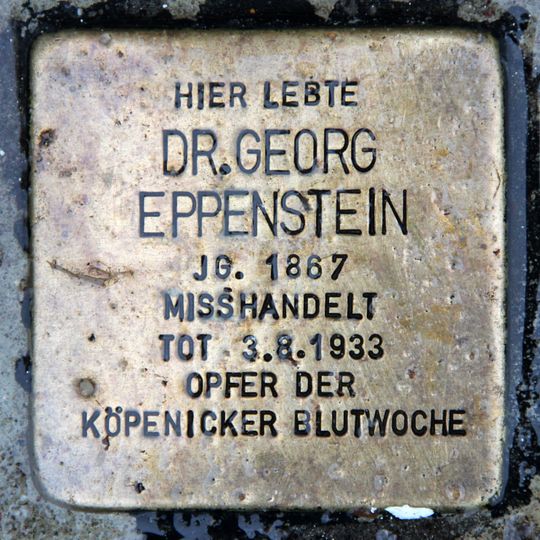 HIER LEBTE
DR. GEORG
EPPENSTEIN
JG. 1867
MISSHANDELT
TOT 3.8.1933
OPFER DER
KÖPENICKER BLUTWOCHE